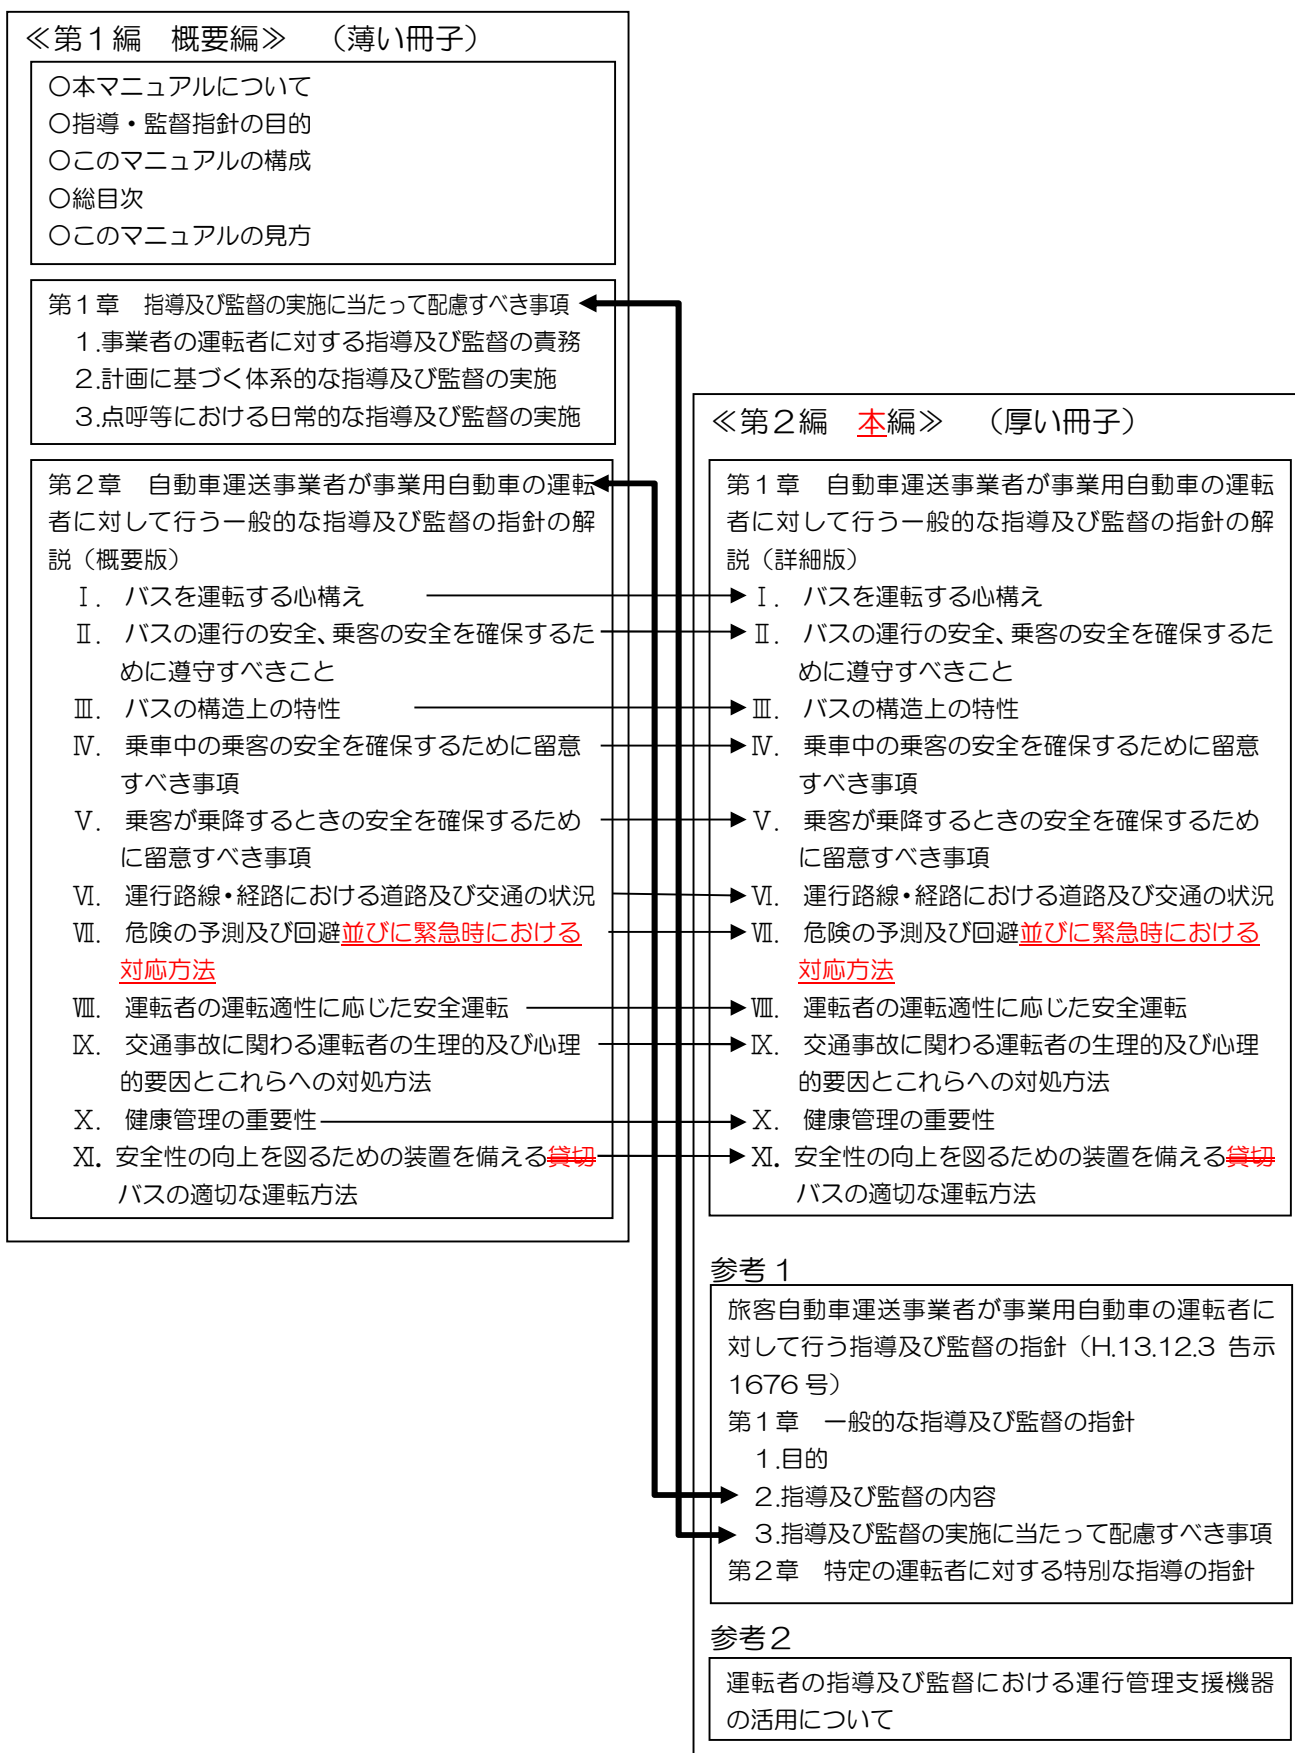 ≪第１編　概要編≫　（薄い冊子）
〇本マニュアルについて
〇指導・監督指針の目的
〇このマニュアルの構成
〇総目次
〇このマニュアルの見方
第１章　指導及び監督の実施に当たって配慮すべき事項
１.事業者の運転者に対する指導及び監督の責務
２.計画に基づく体系的な指導及び監督の実施
３.点呼等における日常的な指導及び監督の実施
第２章　自動車運送事業者が事業用自動車の運転
者に対して行う一般的な指導及び監督の指針の解
説（概要版）
Ⅰ.　バスを運転する心構え
Ⅱ.　バスの運行の安全、乗客の安全を確保するた
めに遵守すべきこと
Ⅲ.　バスの構造上の特性
Ⅳ.　乗車中の乗客の安全を確保するために留意
すべき事項
Ⅴ.　乗客が乗降するときの安全を確保するため
に留意すべき事項
Ⅵ.　運行路線・経路における道路及び交通の状況
Ⅶ.　危険の予測及び回避並びに緊急時における
対応方法
Ⅷ.　運転者の運転適性に応じた安全運転
Ⅸ.　交通事故に関わる運転者の生理的及び心理
的要因とこれらへの対処方法
Ⅹ.　健康管理の重要性
Ⅺ.　安全性の向上を図るための装置を備える貸切
バスの適切な運転方法
≪第２編　本編≫　（厚い冊子）
第１章　自動車運送事業者が事業用自動車の運転
者に対して行う一般的な指導及び監督の指針の解
説（詳細版）
Ⅰ.　バスを運転する心構え
Ⅱ.　バスの運行の安全、乗客の安全を確保するた
めに遵守すべきこと
Ⅲ.　バスの構造上の特性
Ⅳ.　乗車中の乗客の安全を確保するために留意
すべき事項
Ⅴ.　乗客が乗降するときの安全を確保するため
に留意すべき事項
Ⅵ.　運行路線・経路における道路及び交通の状況
Ⅶ.　危険の予測及び回避並びに緊急時における
対応方法
Ⅷ.　運転者の運転適性に応じた安全運転
Ⅸ.　交通事故に関わる運転者の生理的及び心理
的要因とこれらへの対処方法
Ⅹ.　健康管理の重要性
Ⅺ.　安全性の向上を図るための装置を備える貸切
バスの適切な運転方法
参考１
旅客自動車運送事業者が事業用自動車の運転者に
対して行う指導及び監督の指針（H.13.12.3 告示
1676号）
第１章　一般的な指導及び監督の指針
１.目的
２.指導及び監督の内容
３.指導及び監督の実施に当たって配慮すべき事項
第２章　特定の運転者に対する特別な指導の指針
参考２
運転者の指導及び監督における運行管理支援機器
の活用について